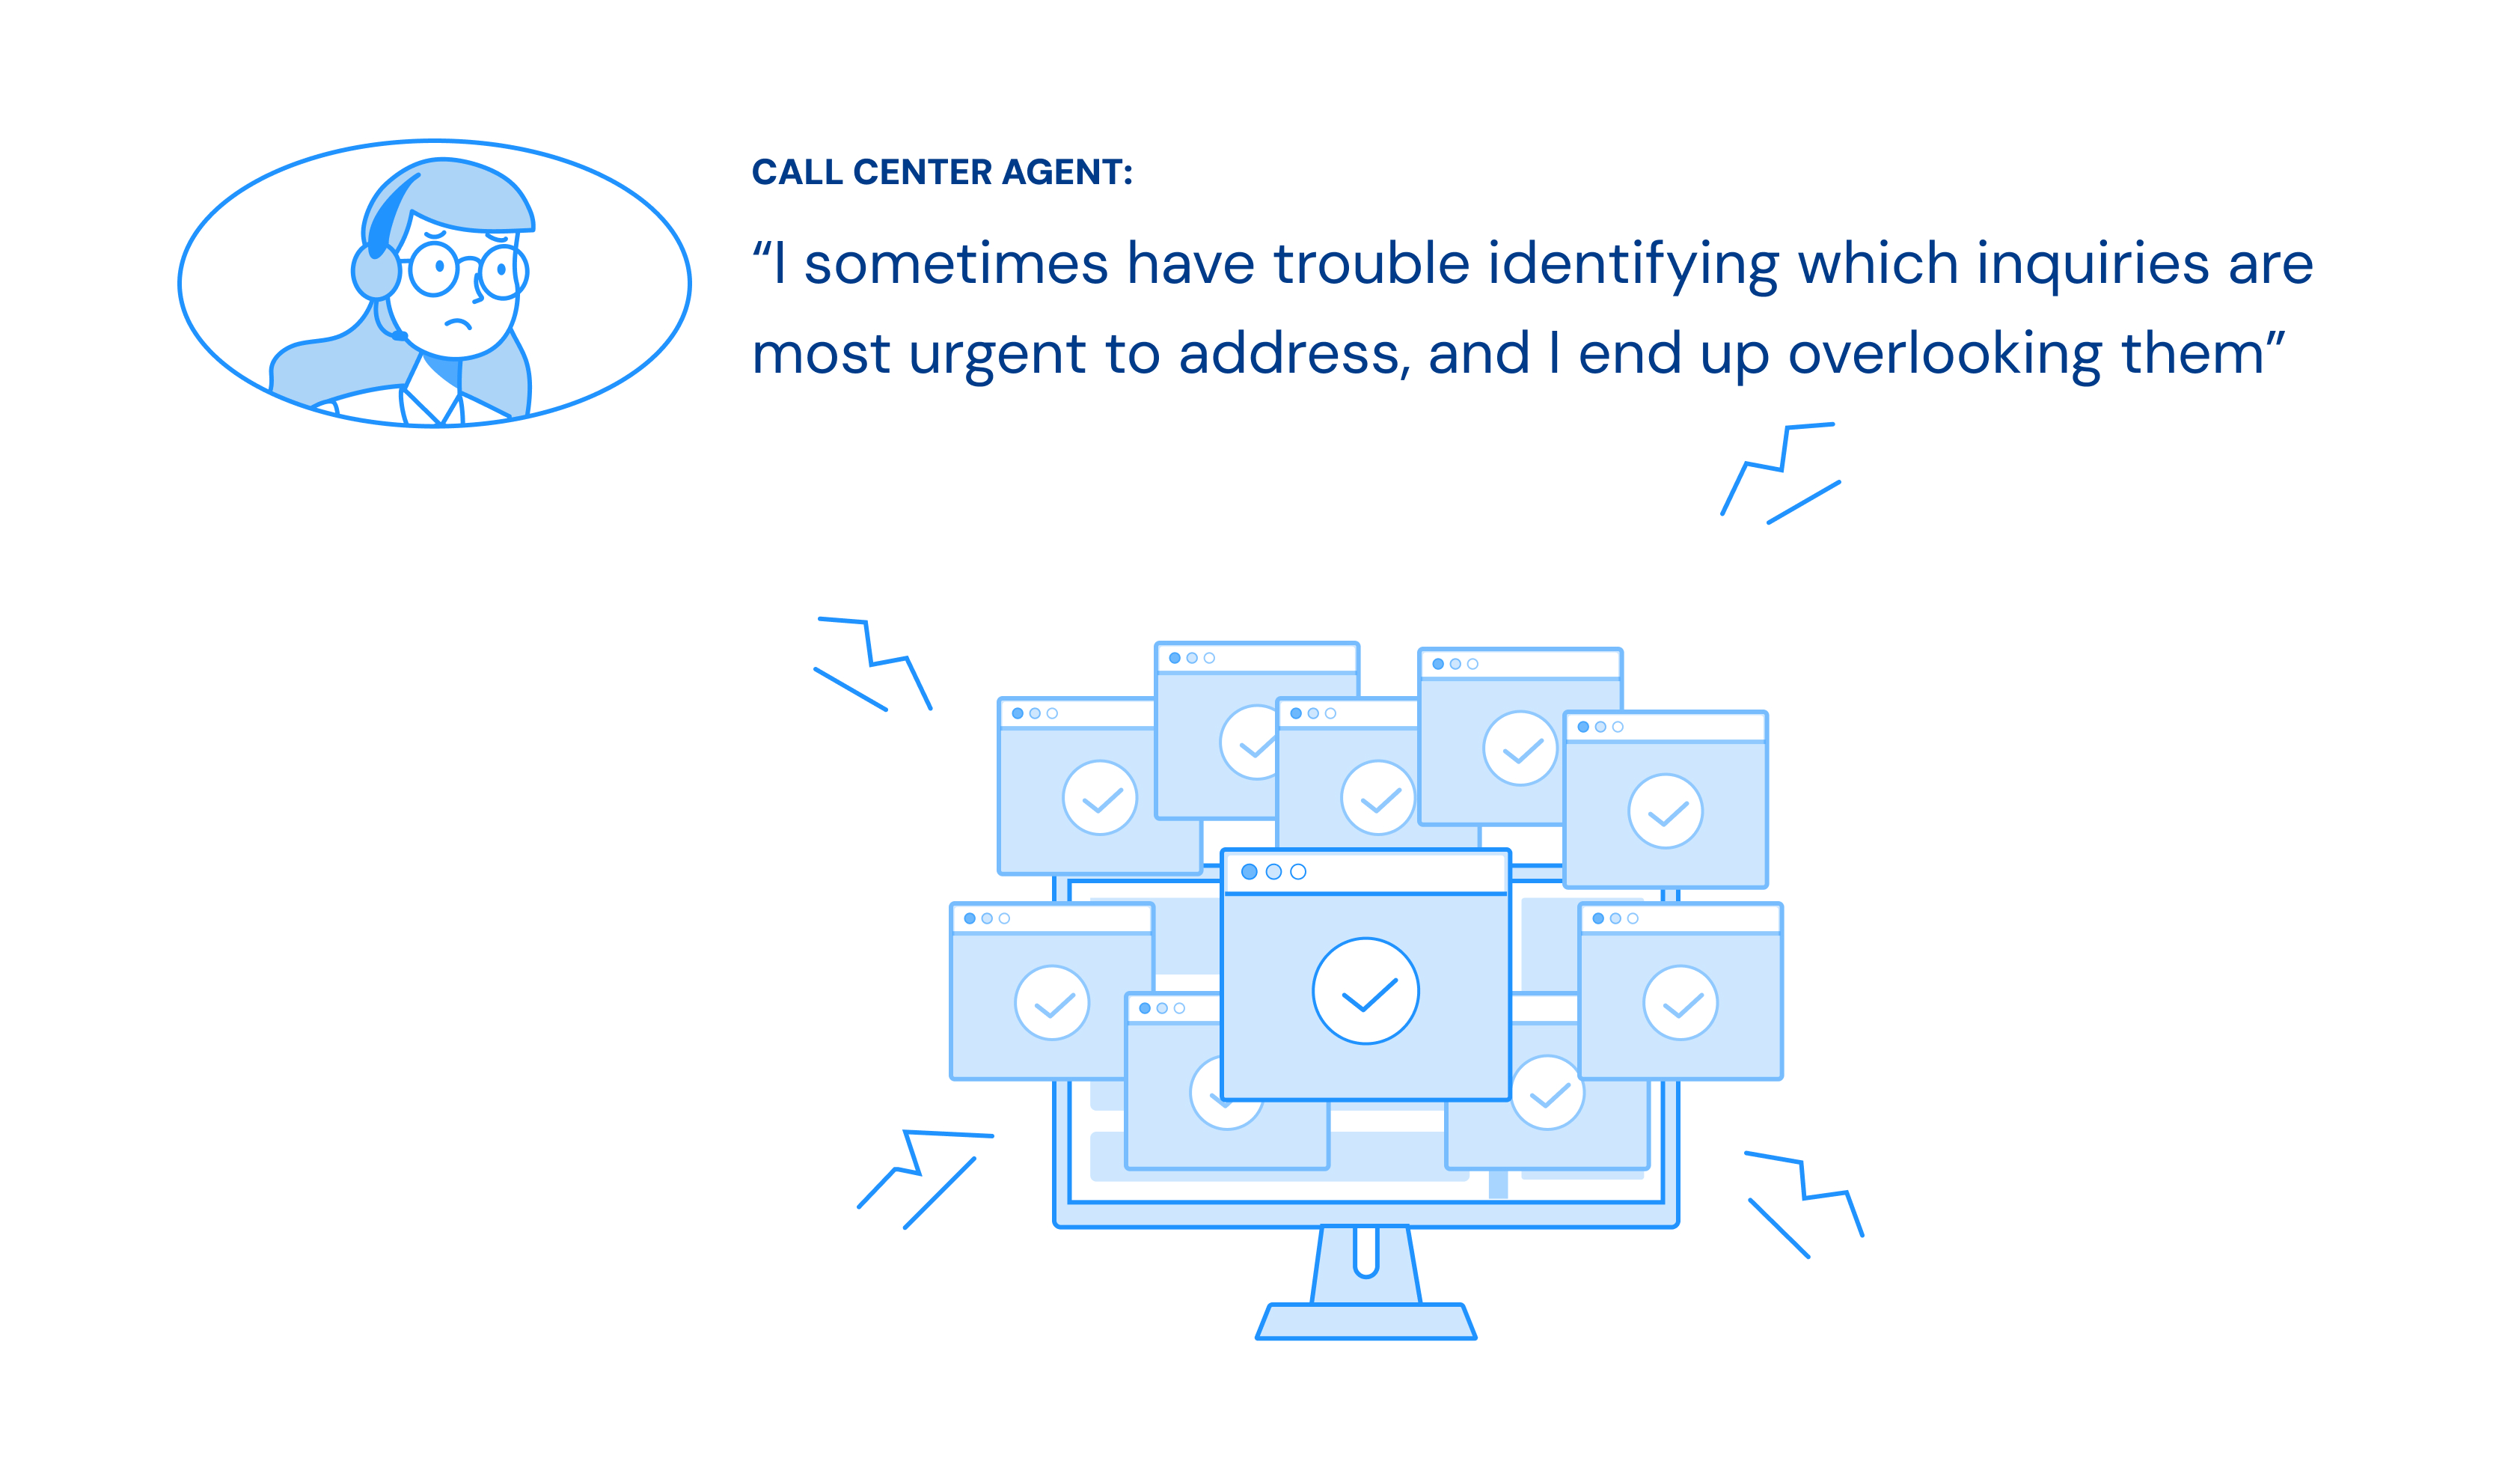 CALL CENTER AGENT:
“I sometimes have trouble identifying which inquiries are
most urgent to address, and I end up overlooking them”